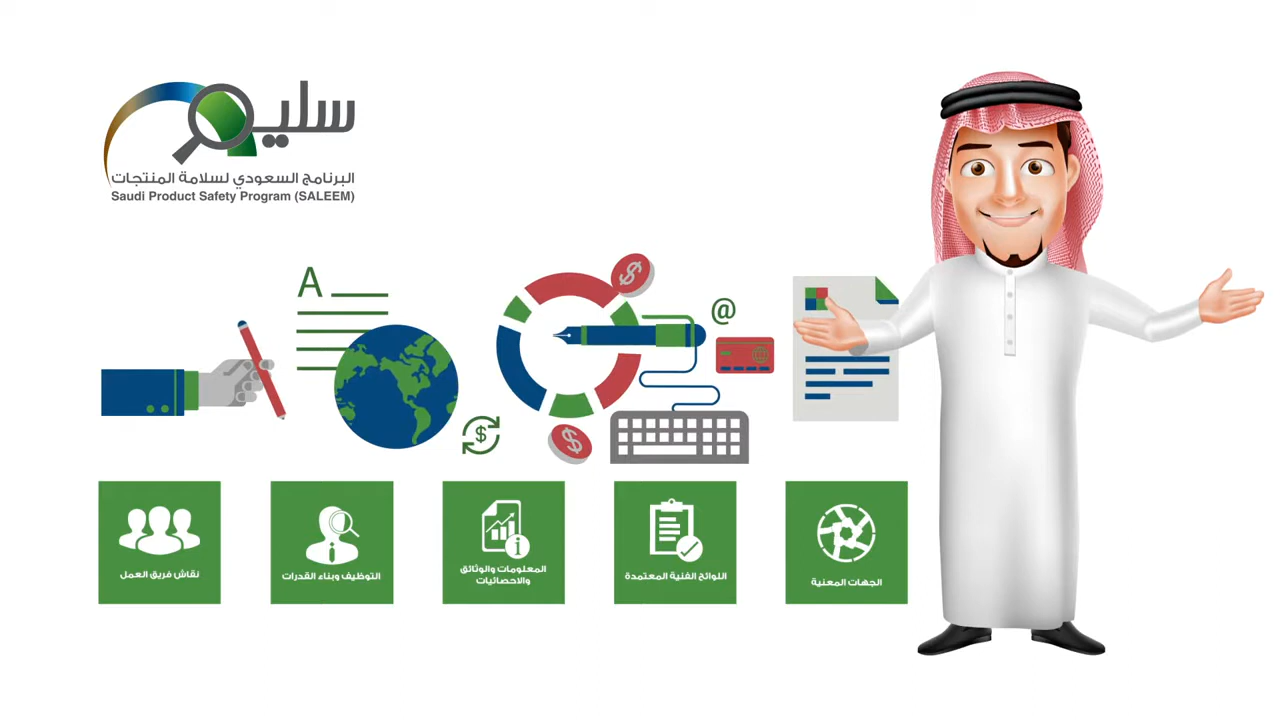 سليم
البرنامج السعودي لسلامة المنتجات
Saudi Product Safety Program (SALEEM)
A
$
@
$
$
الجهات المعنية
اللوائح الفنية المعتمدة
المعلومات والوثائق
والاحصائيات
التوظيف وبناء القدرات
نقاش فريق العمل